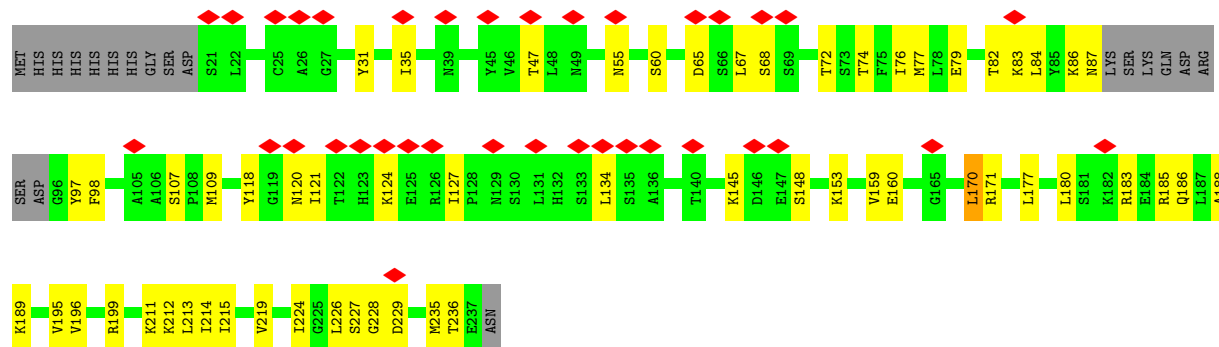 MET HIS HIS HIS HIS HIS HIS GLY SER ASP S21 L22 C25 A26 G27 Y31 I35 N39 Y45 V46 T47 L48 N49 N55 S60 D65 S66 L67 S68 S69 T72 S73 T74 F75 I76 M77 L78 E79 T82 K83 L84 Y85 K86 N87 LYS SER LYS GLN ASP ARG
SER ASP G96 Y97 F98 A105 A106 S107 P108 M109 Y118 G119 N120 I121 T122 H123 K124 E125 R126 I127 P128 N129 S130 L131 H132 S133 L134 S135 A136 T140 K145 D146 E147 S148 K153 V159 E160 G165 L170 R171 L177 L180 S181 K182 R183 E184 R185 Q186 L187 A188
K189 V195 V196 R199 K211 K212 L213 I214 I215 V219 I224 G225 L226 S227 G228 D229 M235 T236 E237 ASN